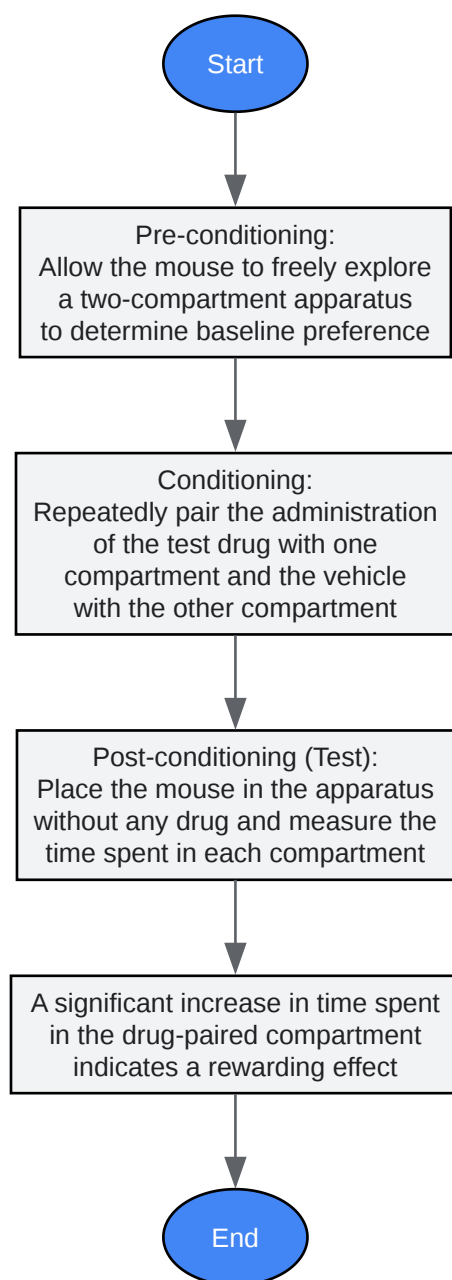 Start
Pre-conditioning:
Allow the mouse to freely explore
a two-compartment apparatus
to determine baseline preference
Conditioning:
Repeatedly pair the administration
of the test drug with one
compartment and the vehicle
with the other compartment
Post-conditioning (Test):
Place the mouse in the apparatus
without any drug and measure the
time spent in each compartment
A significant increase in time spent
in the drug-paired compartment
indicates a rewarding effect
End